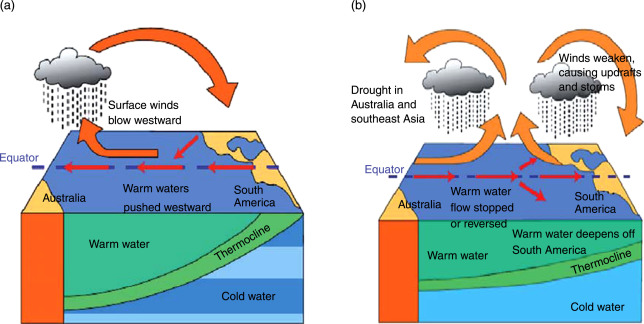 (a)
Surface winds
blow westward
Equator
Australia
Warm waters
pushed westward
South
America
Warm water
Thermocline
Cold water
(b)
Winds weaken,
causing updrafts
and storms
Drought in
Australia and
southeast Asia
Equator
Australia
Warm water
flow stopped
or reversed
South
America
Warm water deepens off
South America
Warm water
Thermocline
Cold water